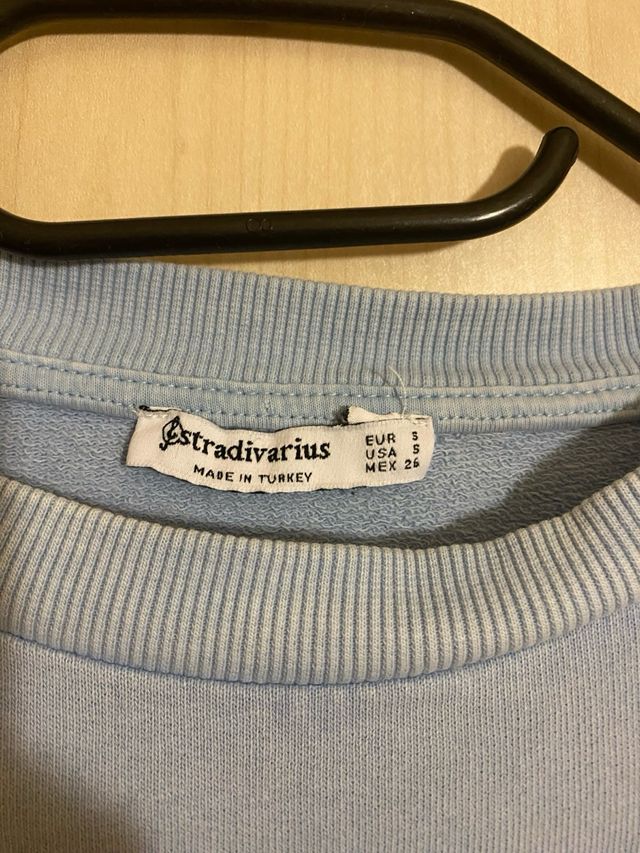 stradivarius
MADE IN TURKEY
EUR S
USA S
MEX 26